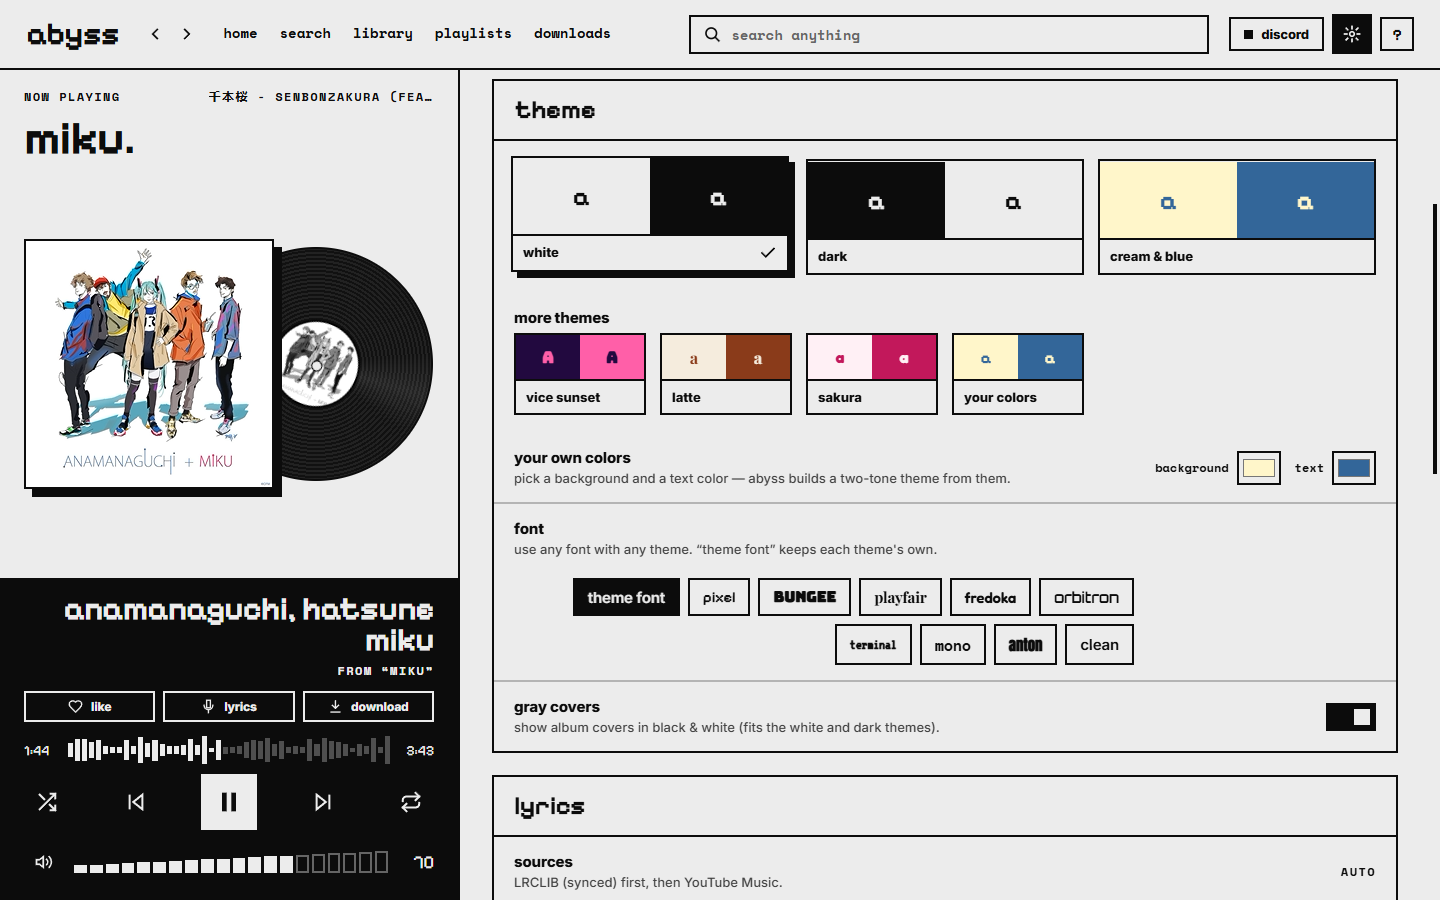 abyss
home search library playlists downloads
search anything
discord
?
NOW PLAYING
千本桜 - SENBONZAKURA (FEA…
miku.
ANAMANAGUCHI + MIKU
anamanaguchi, hatsune
miku
FROM “MIKU”
like lyrics download
1:44 3:43
70
theme
a a
white
a a
dark
a a
cream & blue
more themes
A A
vice sunset
a a
latte
a a
sakura
a a
your colors
your own colors
pick a background and a text color — abyss builds a two-tone theme from them.
background text
font
use any font with any theme. “theme font” keeps each theme's own.
theme font pixel BUNGEE playfair fredoka orbitron
terminal mono anton clean
gray covers
show album covers in black & white (fits the white and dark themes).
lyrics
sources
LRCLIB (synced) first, then YouTube Music.
AUTO